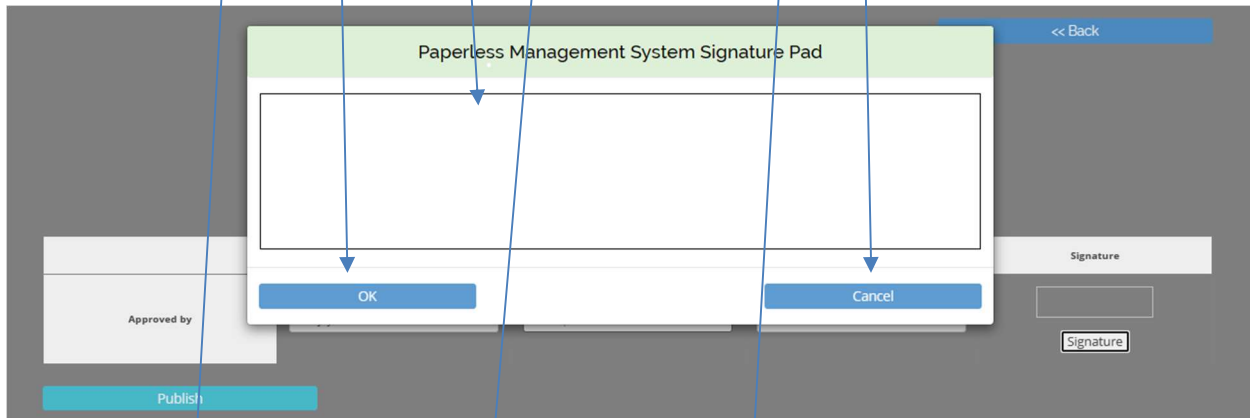 << Back
Paperless Management System Signature Pad
Signature
OK
Cancel
Approved by
Signature
Publish